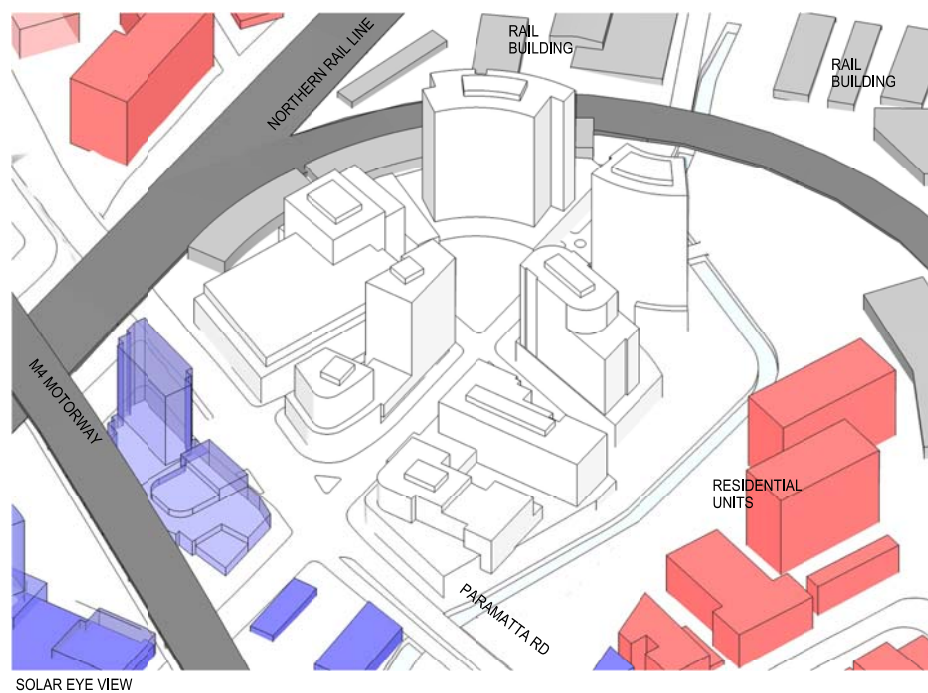 RAIL
BUILDING
NORTHERN RAIL LINE
RAIL
BUILDING
M4 MOTORWAY
RESIDENTIAL
UNITS
PARAMATTA RD
SOLAR EYE VIEW